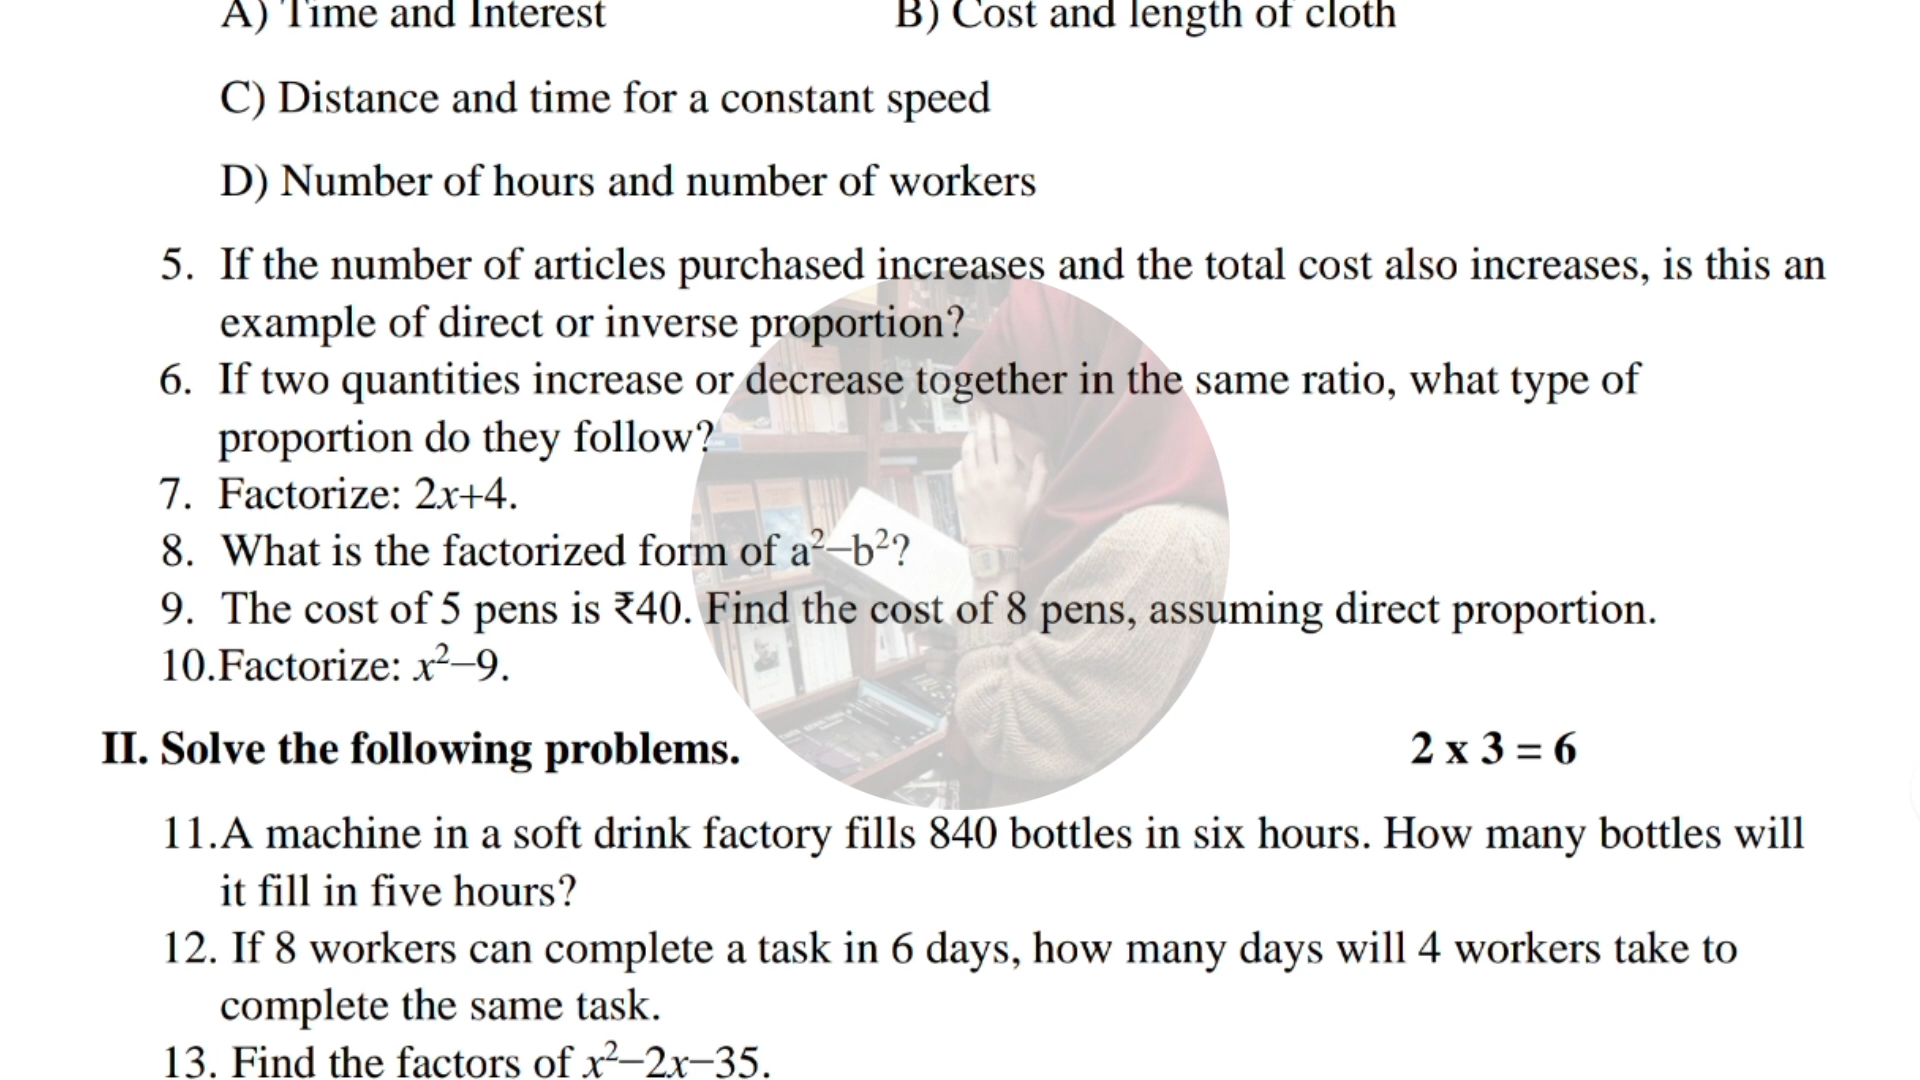 A) Time and Interest B) Cost and length of cloth
C) Distance and time for a constant speed
D) Number of hours and number of workers
5. If the number of articles purchased increases and the total cost also increases, is this an
example of direct or inverse proportion?
6. If two quantities increase or decrease together in the same ratio, what type of
proportion do they follow?
7. Factorize: 2x+4.
8. What is the factorized form of a²–b²?
9. The cost of 5 pens is ₹40. Find the cost of 8 pens, assuming direct proportion.
10.Factorize: x²–9.
II. Solve the following problems. 2 x 3 = 6
11.A machine in a soft drink factory fills 840 bottles in six hours. How many bottles will
it fill in five hours?
12. If 8 workers can complete a task in 6 days, how many days will 4 workers take to
complete the same task.
13. Find the factors of x²–2x–35.